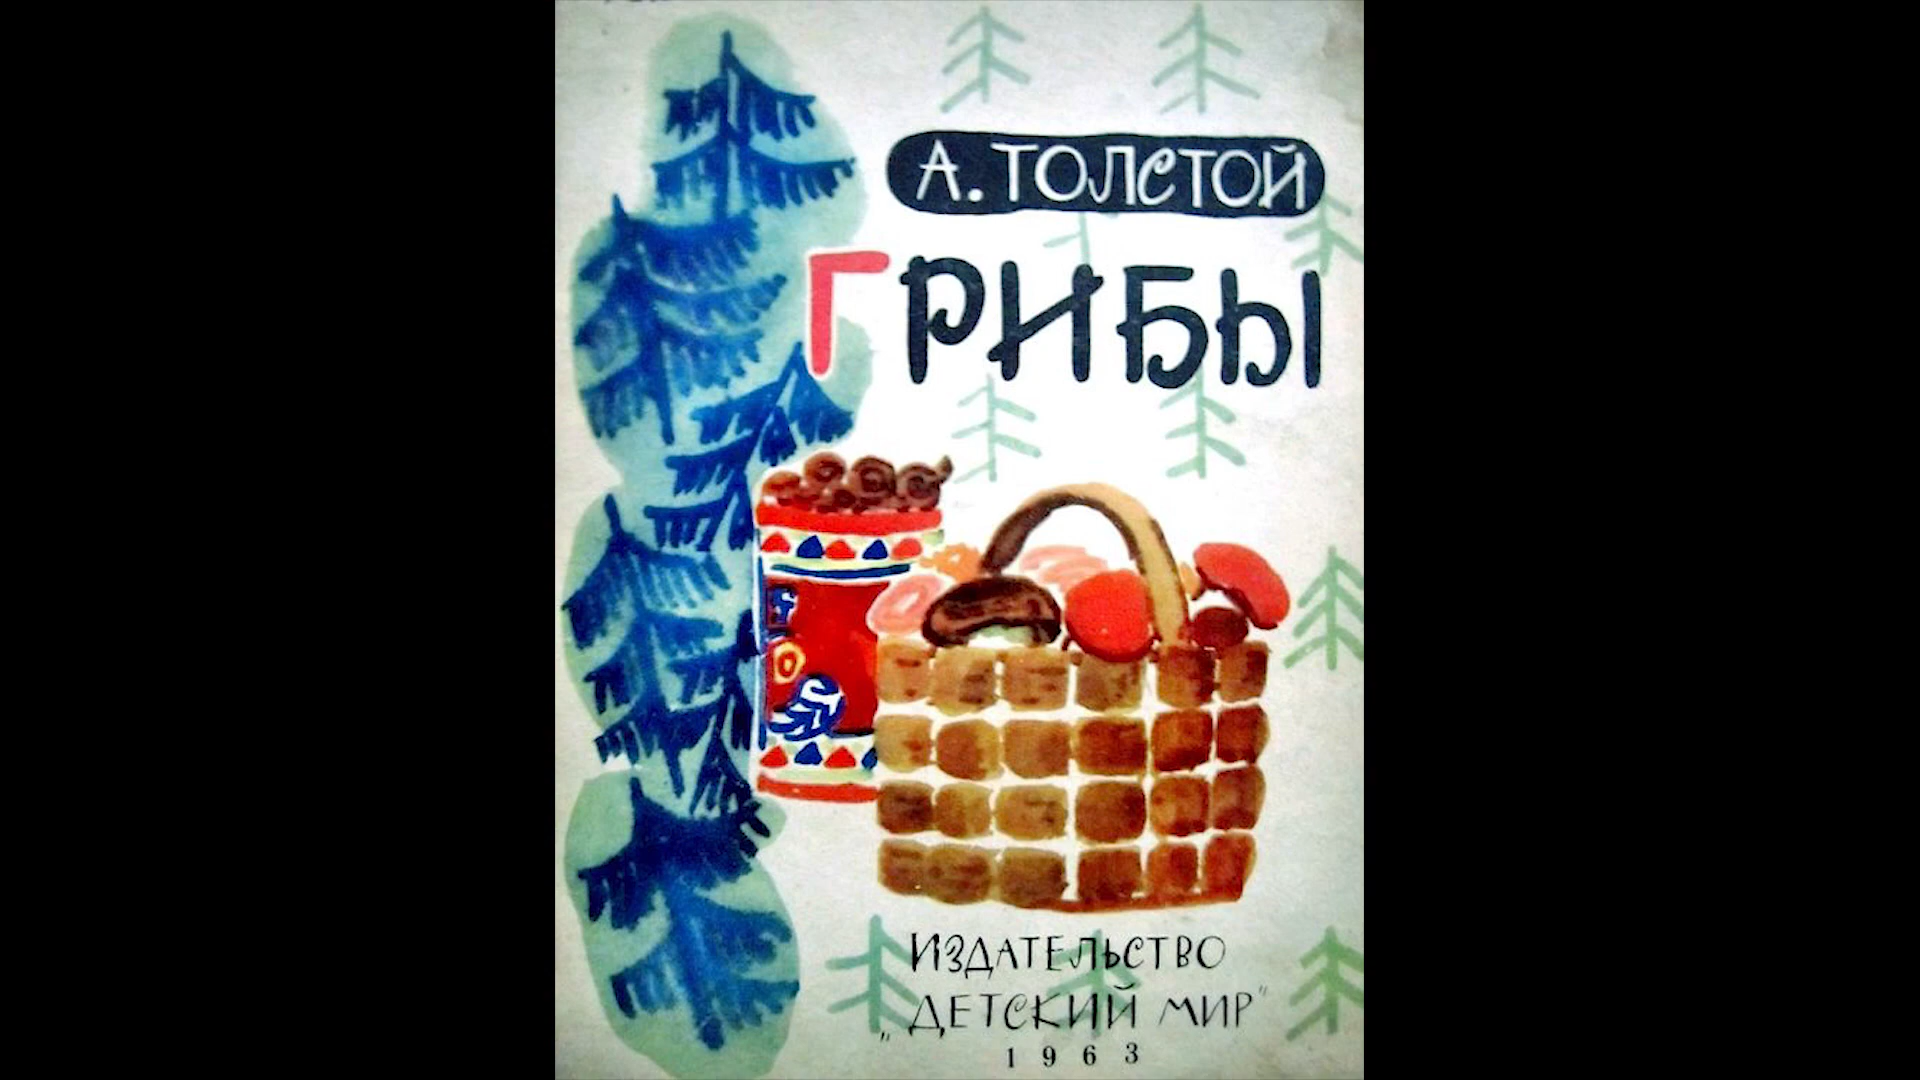 А. ТОЛСТОЙ
ГРИБЫ
ИЗДАТЕЛЬСТВО
„ДЕТСКИЙ МИР"
1963